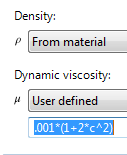 Density:
ρ From material
Dynamic viscosity:
μ User defined
.001*(1+2*c^2)